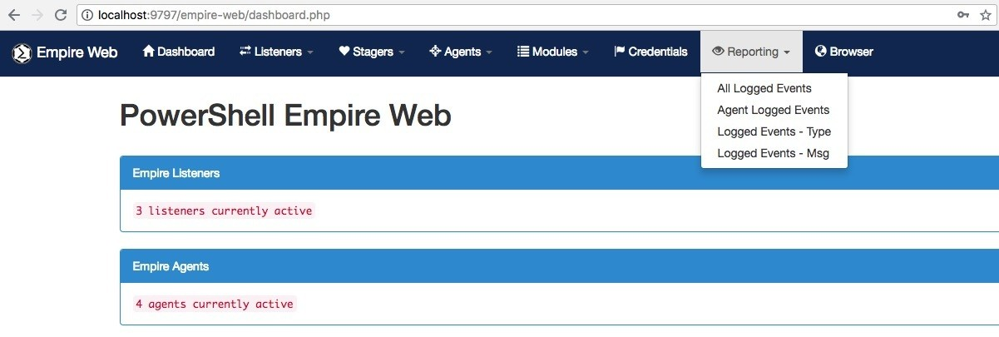 localhost:9797/empire-web/dashboard.php
Empire Web Dashboard Listeners Stagers Agents Modules Credentials Reporting Browser
All Logged Events
Agent Logged Events
Logged Events - Type
Logged Events - Msg
PowerShell Empire Web
Empire Listeners
3 listeners currently active
Empire Agents
4 agents currently active